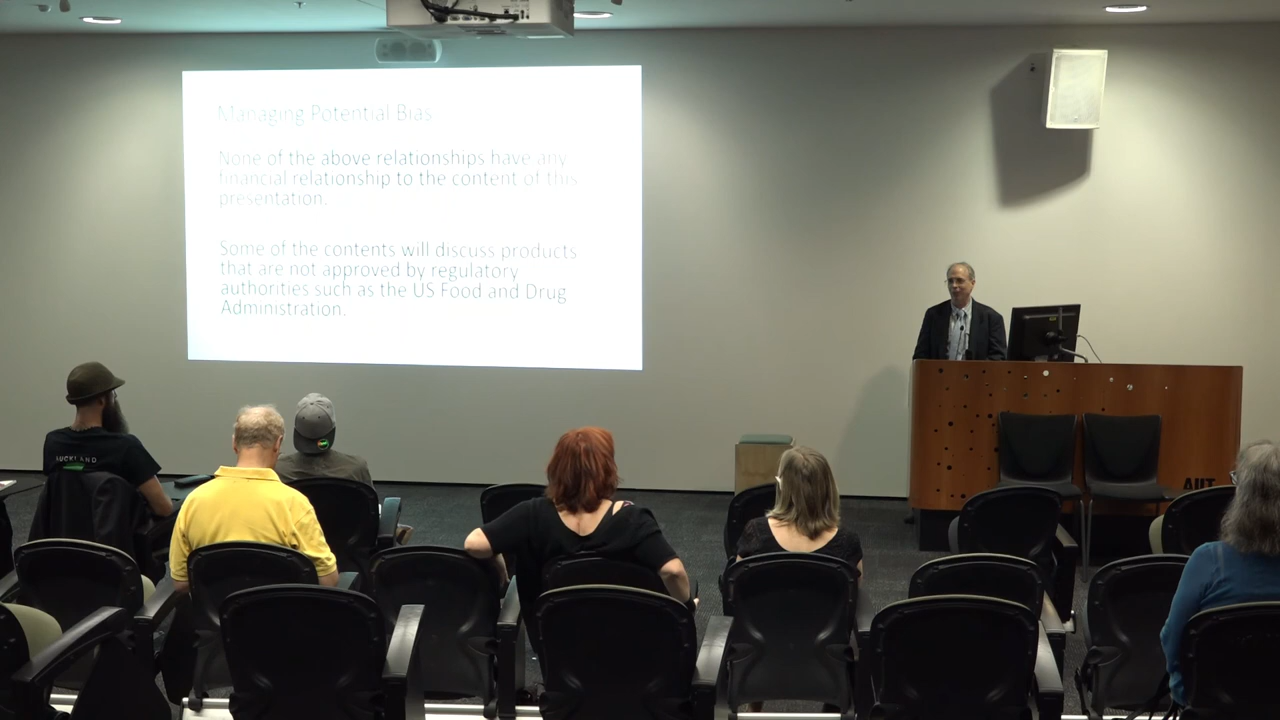 Managing Potential Bias
None of the above relationships have any
financial relationship to the content of this
presentation.
Some of the contents will discuss products
that are not approved by regulatory
authorities such as the US Food and Drug
Administration.
AUCKLAND
AUT